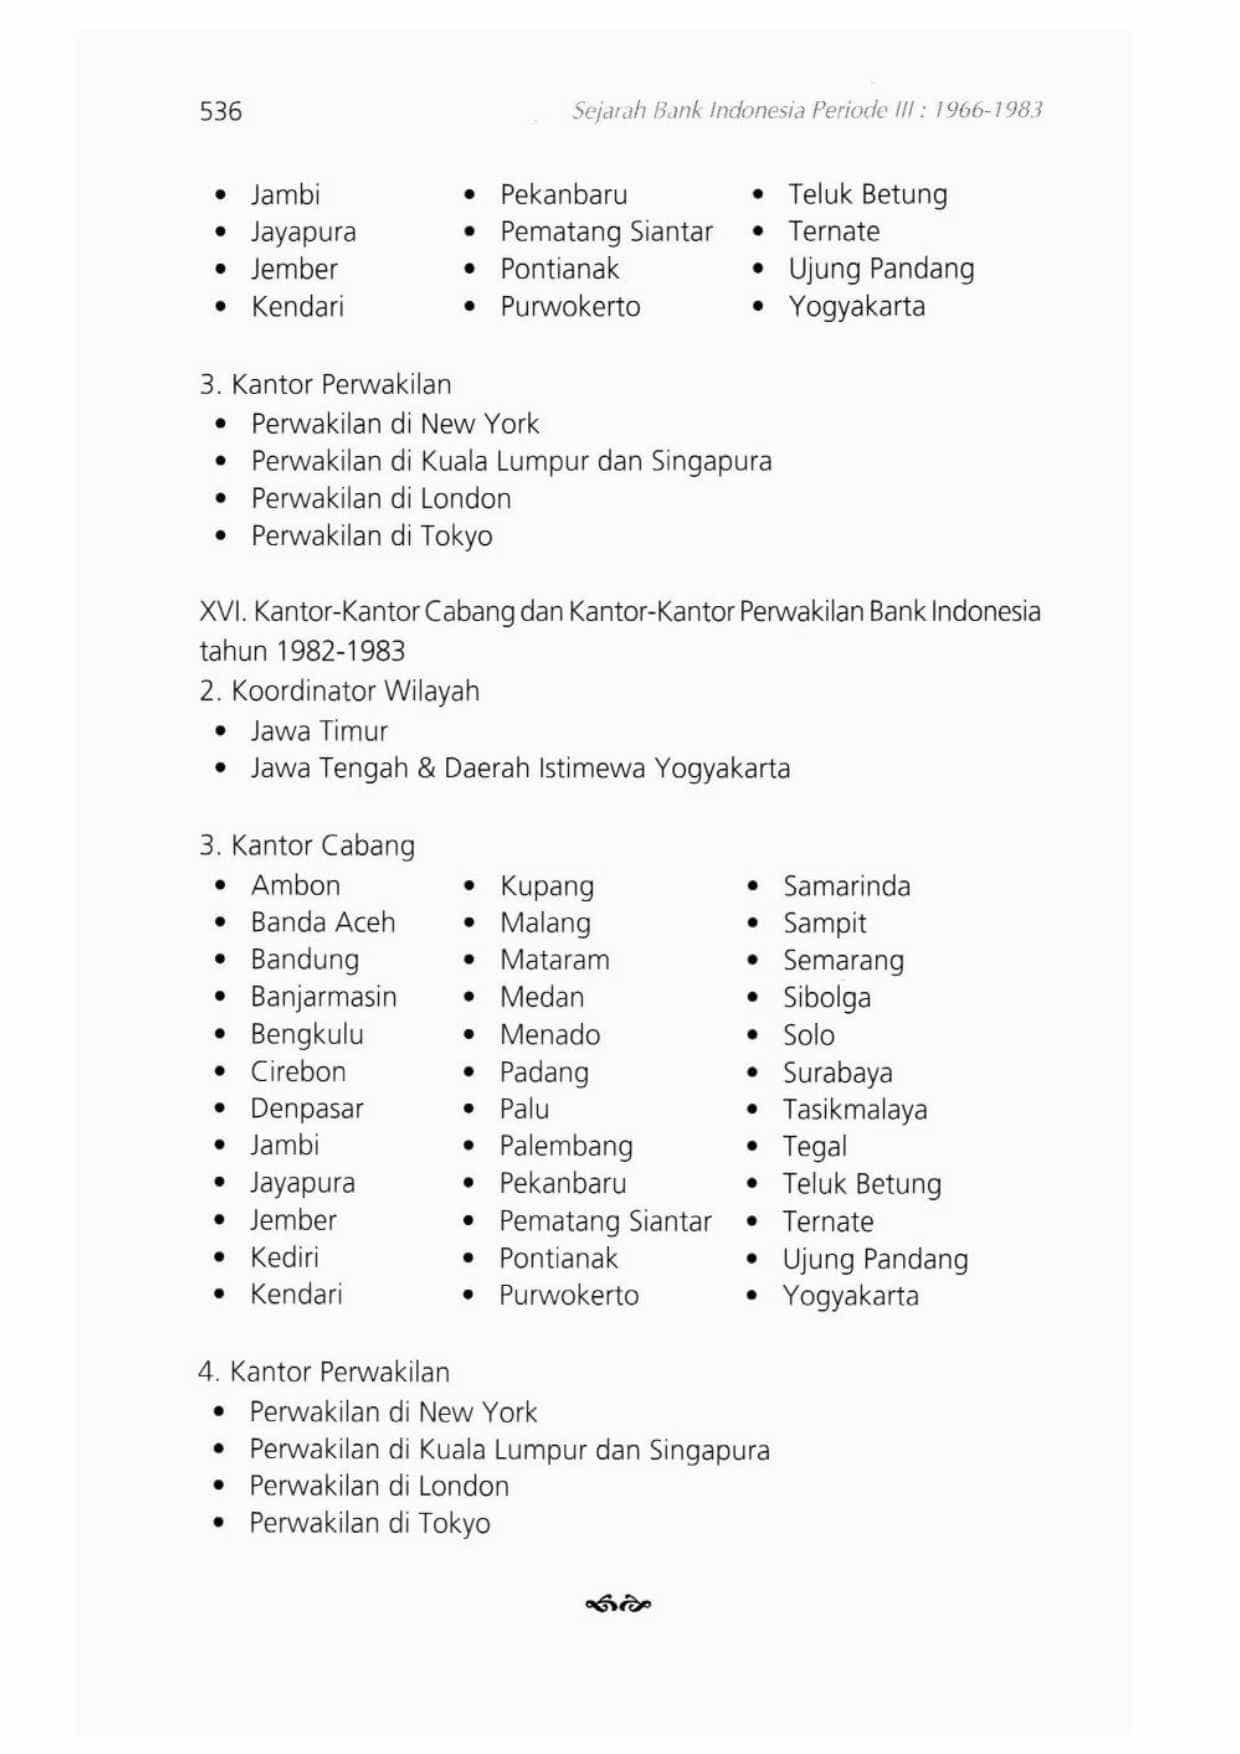 536 Sejarah Bank Indonesia Periode III : 1966-1983
• Jambi • Pekanbaru • Teluk Betung
• Jayapura • Pematang Siantar • Ternate
• Jember • Pontianak • Ujung Pandang
• Kendari • Purwokerto • Yogyakarta
3. Kantor Perwakilan
• Perwakilan di New York
• Perwakilan di Kuala Lumpur dan Singapura
• Perwakilan di London
• Perwakilan di Tokyo
XVI. Kantor-Kantor Cabang dan Kantor-Kantor Perwakilan Bank Indonesia
tahun 1982-1983
2. Koordinator Wilayah
• Jawa Timur
• Jawa Tengah & Daerah Istimewa Yogyakarta
3. Kantor Cabang
• Ambon • Kupang • Samarinda
• Banda Aceh • Malang • Sampit
• Bandung • Mataram • Semarang
• Banjarmasin • Medan • Sibolga
• Bengkulu • Menado • Solo
• Cirebon • Padang • Surabaya
• Denpasar • Palu • Tasikmalaya
• Jambi • Palembang • Tegal
• Jayapura • Pekanbaru • Teluk Betung
• Jember • Pematang Siantar • Ternate
• Kediri • Pontianak • Ujung Pandang
• Kendari • Purwokerto • Yogyakarta
4. Kantor Perwakilan
• Perwakilan di New York
• Perwakilan di Kuala Lumpur dan Singapura
• Perwakilan di London
• Perwakilan di Tokyo